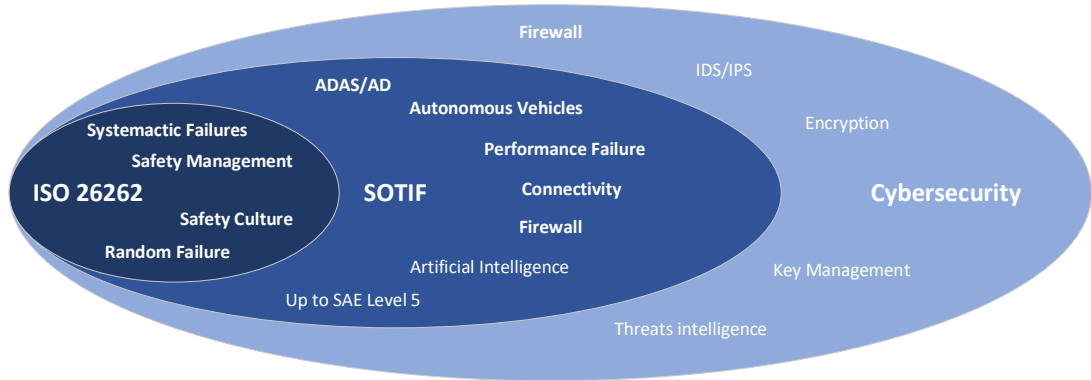 Firewall
IDS/IPS
ADAS/AD
Autonomous Vehicles
Encryption
Systemactic Failures
Performance Failure
Safety Management
ISO 26262
SOTIF
Connectivity
Cybersecurity
Safety Culture
Firewall
Random Failure
Artificial Intelligence
Key Management
Up to SAE Level 5
Threats intelligence